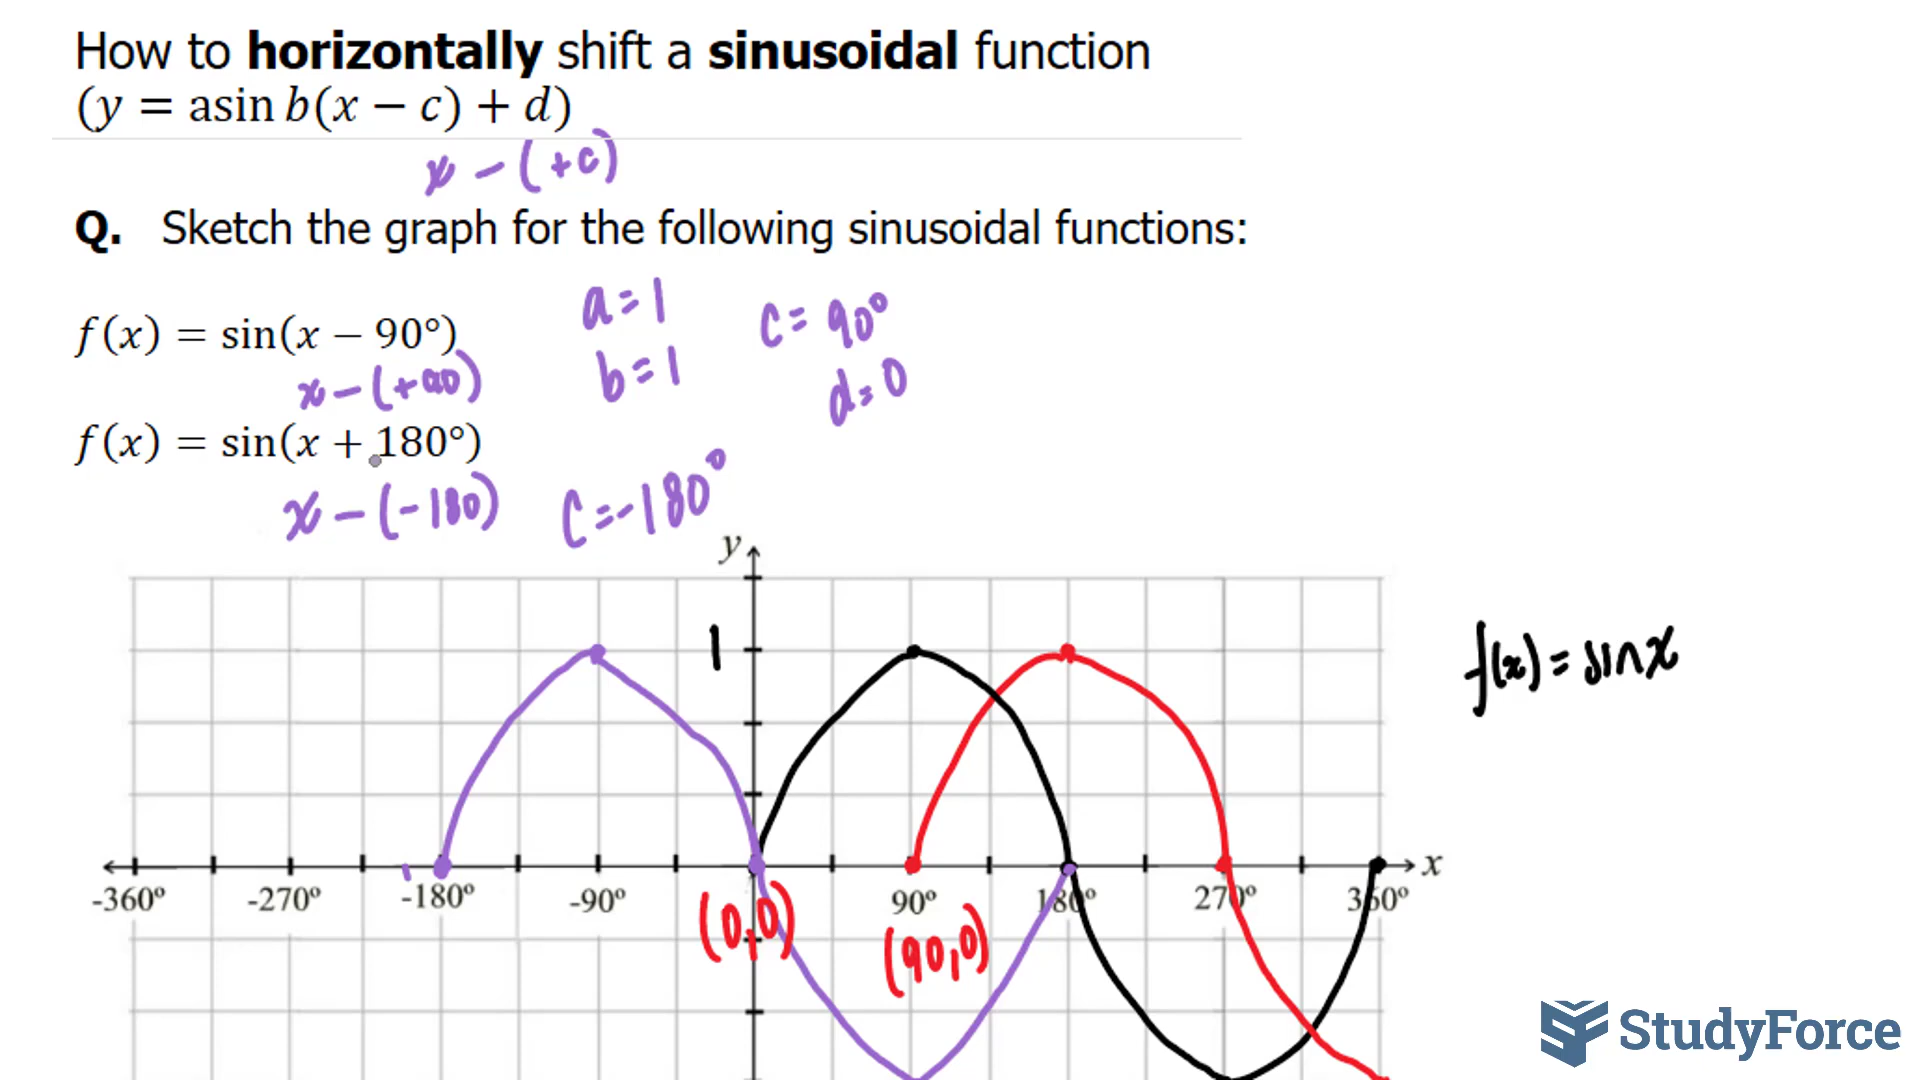 How to horizontally shift a sinusoidal function
(y = asin b(x − c) + d)
x − (+c)
Q. Sketch the graph for the following sinusoidal functions:
f(x) = sin(x − 90°)
x − (+90)
a = 1
b = 1
c = 90°
d = 0
f(x) = sin(x + 180°)
x − (−180)
c = −180°
y
1
f(x) = sin x
x
-360° -270° -180° -90° 90° 180° 270° 360°
(0,0) (90,0)
StudyForce